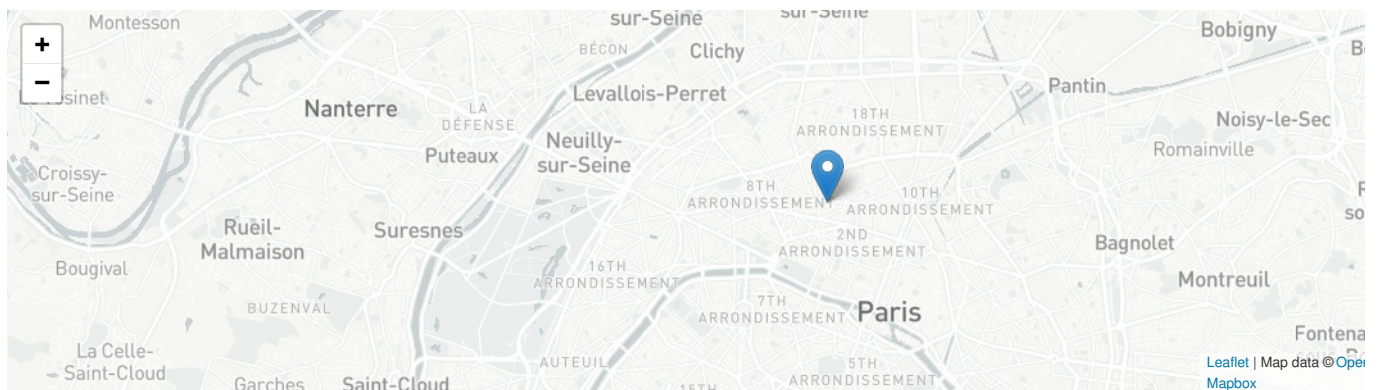 Montesson
sur-Seine
sur-Seine
Bobigny
+
BÉCON
Clichy
−
Pantin
Levallois-Perret
Nanterre
LA
DÉFENSE
18TH
ARRONDISSEMENT
Noisy-le-Sec
Neuilly-
sur-Seine
Puteaux
Romainville
Croissy-
sur-Seine
8TH
ARRONDISSEMENT
10TH
ARRONDISSEMENT
Rueil-
Malmaison
Suresnes
2ND
ARRONDISSEMENT
Bagnolet
Bougival
16TH
ARRONDISSEMENT
Montreuil
BUZENVAL
7TH
ARRONDISSEMENT
Paris
Fontena
La Celle-
Saint-Cloud
AUTEUIL
5TH
ARRONDISSEMENT
Leaflet | Map data © Ope
Mapbox
Garches
Saint-Cloud
15TH